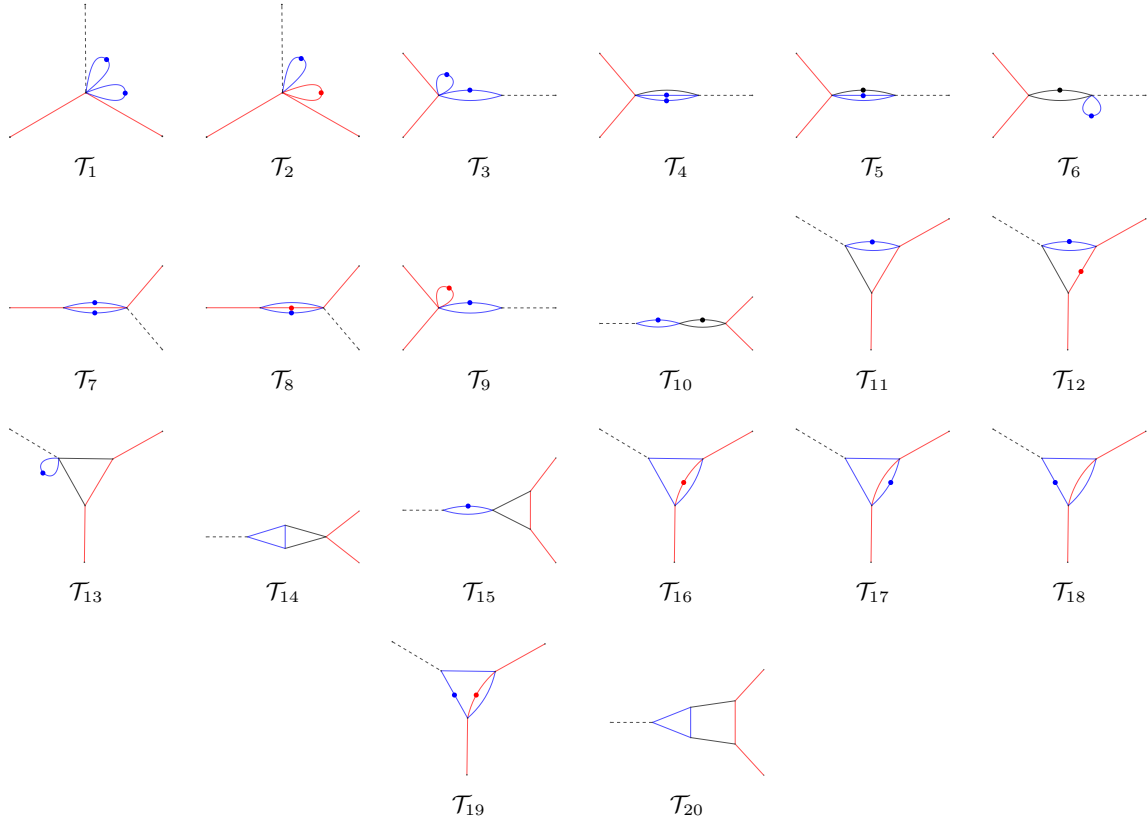 𝒯₁ 𝒯₂ 𝒯₃ 𝒯₄ 𝒯₅ 𝒯₆
𝒯₇ 𝒯₈ 𝒯₉ 𝒯₁₀ 𝒯₁₁ 𝒯₁₂
𝒯₁₃ 𝒯₁₄ 𝒯₁₅ 𝒯₁₆ 𝒯₁₇ 𝒯₁₈
𝒯₁₉ 𝒯₂₀